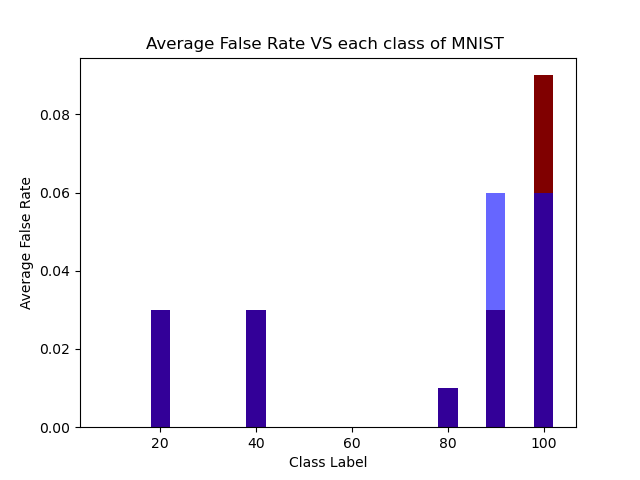 Average False Rate VS each class of MNIST
0.08
0.06
0.04
0.02
0.00
Average False Rate
20 40 60 80 100
Class Label